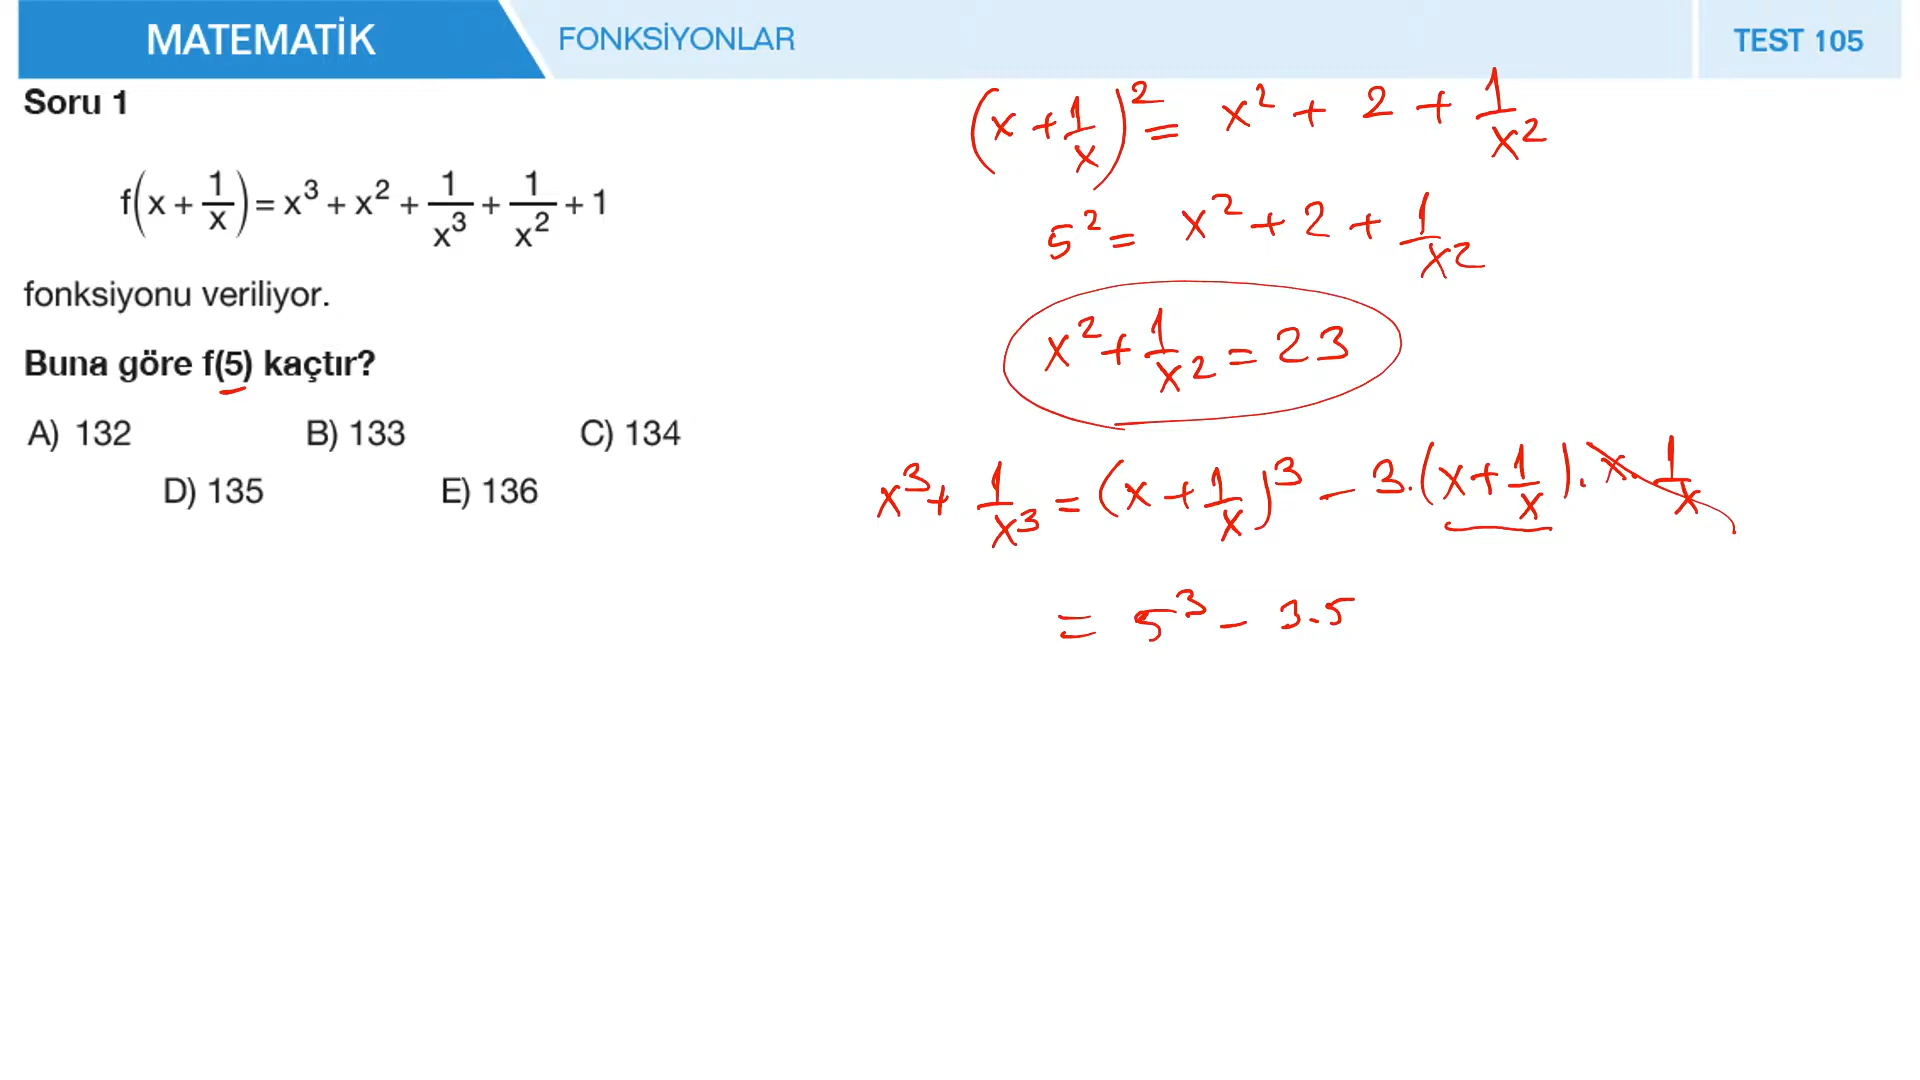 MATEMATİK FONKSİYONLAR TEST 105
Soru 1
f(x + 1/x) = x³ + x² + 1/x³ + 1/x² + 1
fonksiyonu veriliyor.
Buna göre f(5) kaçtır?
A) 132 B) 133 C) 134
D) 135 E) 136
(x + 1/x)² = x² + 2 + 1/x²
5² = x² + 2 + 1/x²
x² + 1/x² = 23
x³ + 1/x³ = (x + 1/x)³ - 3.(x + 1/x).x.1/x
= 5³ - 3.5